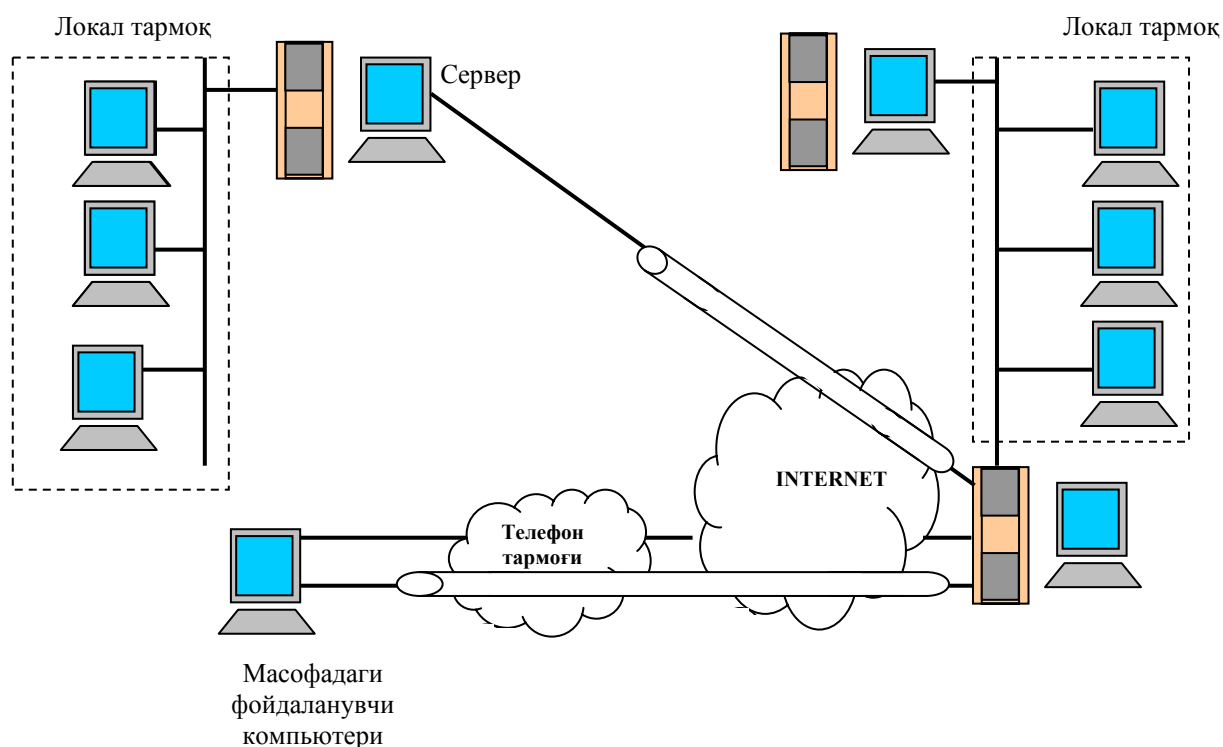 Локал тармоқ
Локал тармоқ
Сервер
INTERNET
Телефон
тармоғи
Масофадаги
фойдаланувчи
компьютери